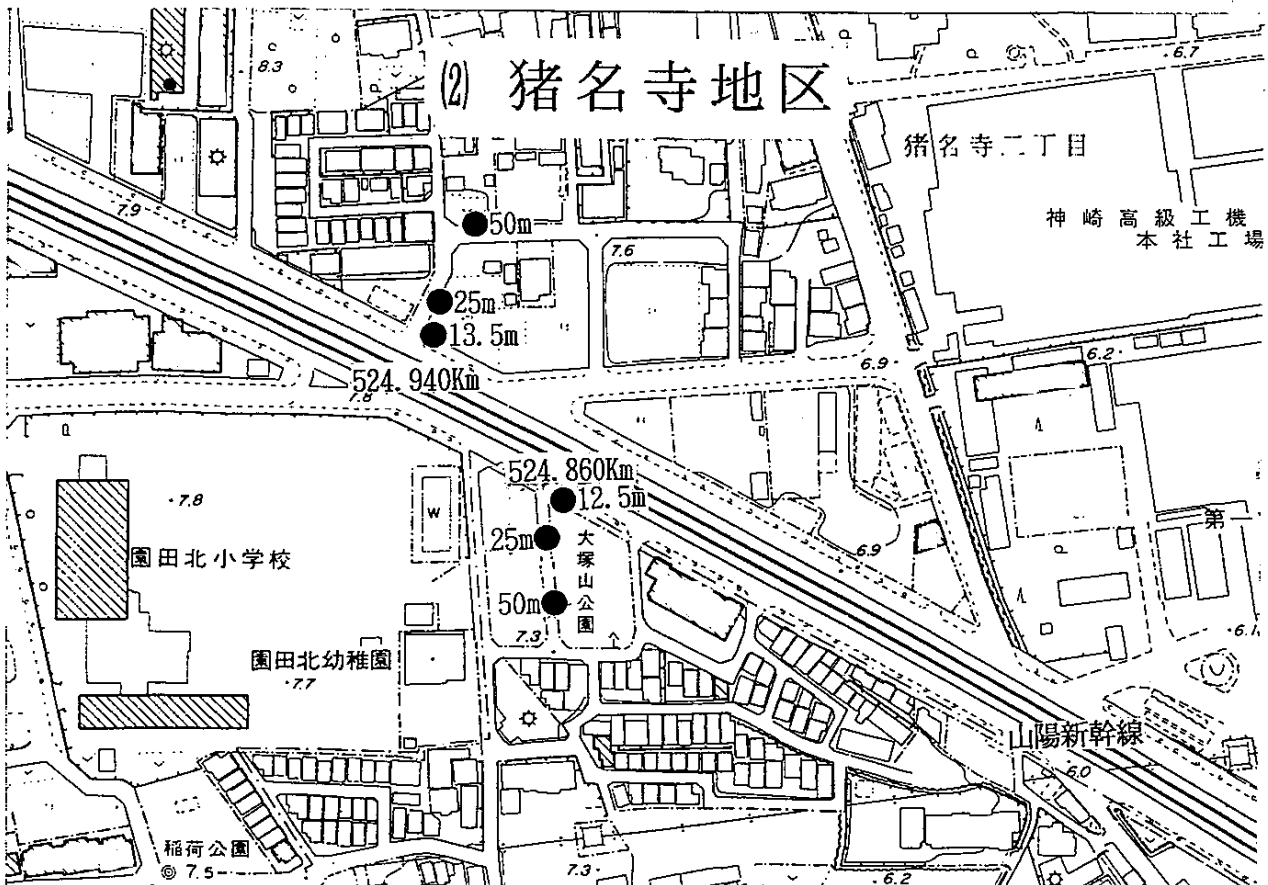 (2) 猪名寺地区
8.3
6.7
猪名寺二丁目
7.9
神崎高級工機
本社工場
50m
7.6
25m
13.5m
6.2
6.9
524.940Km
7.8
524.860Km
12.5m
7.8
W
25m
大塚山公園
6.9
第一
園田北小学校
50m
7.3
6.1
園田北幼稚園
7.7
山陽新幹線
6.0
稲荷公園
7.5
7.3
6.2